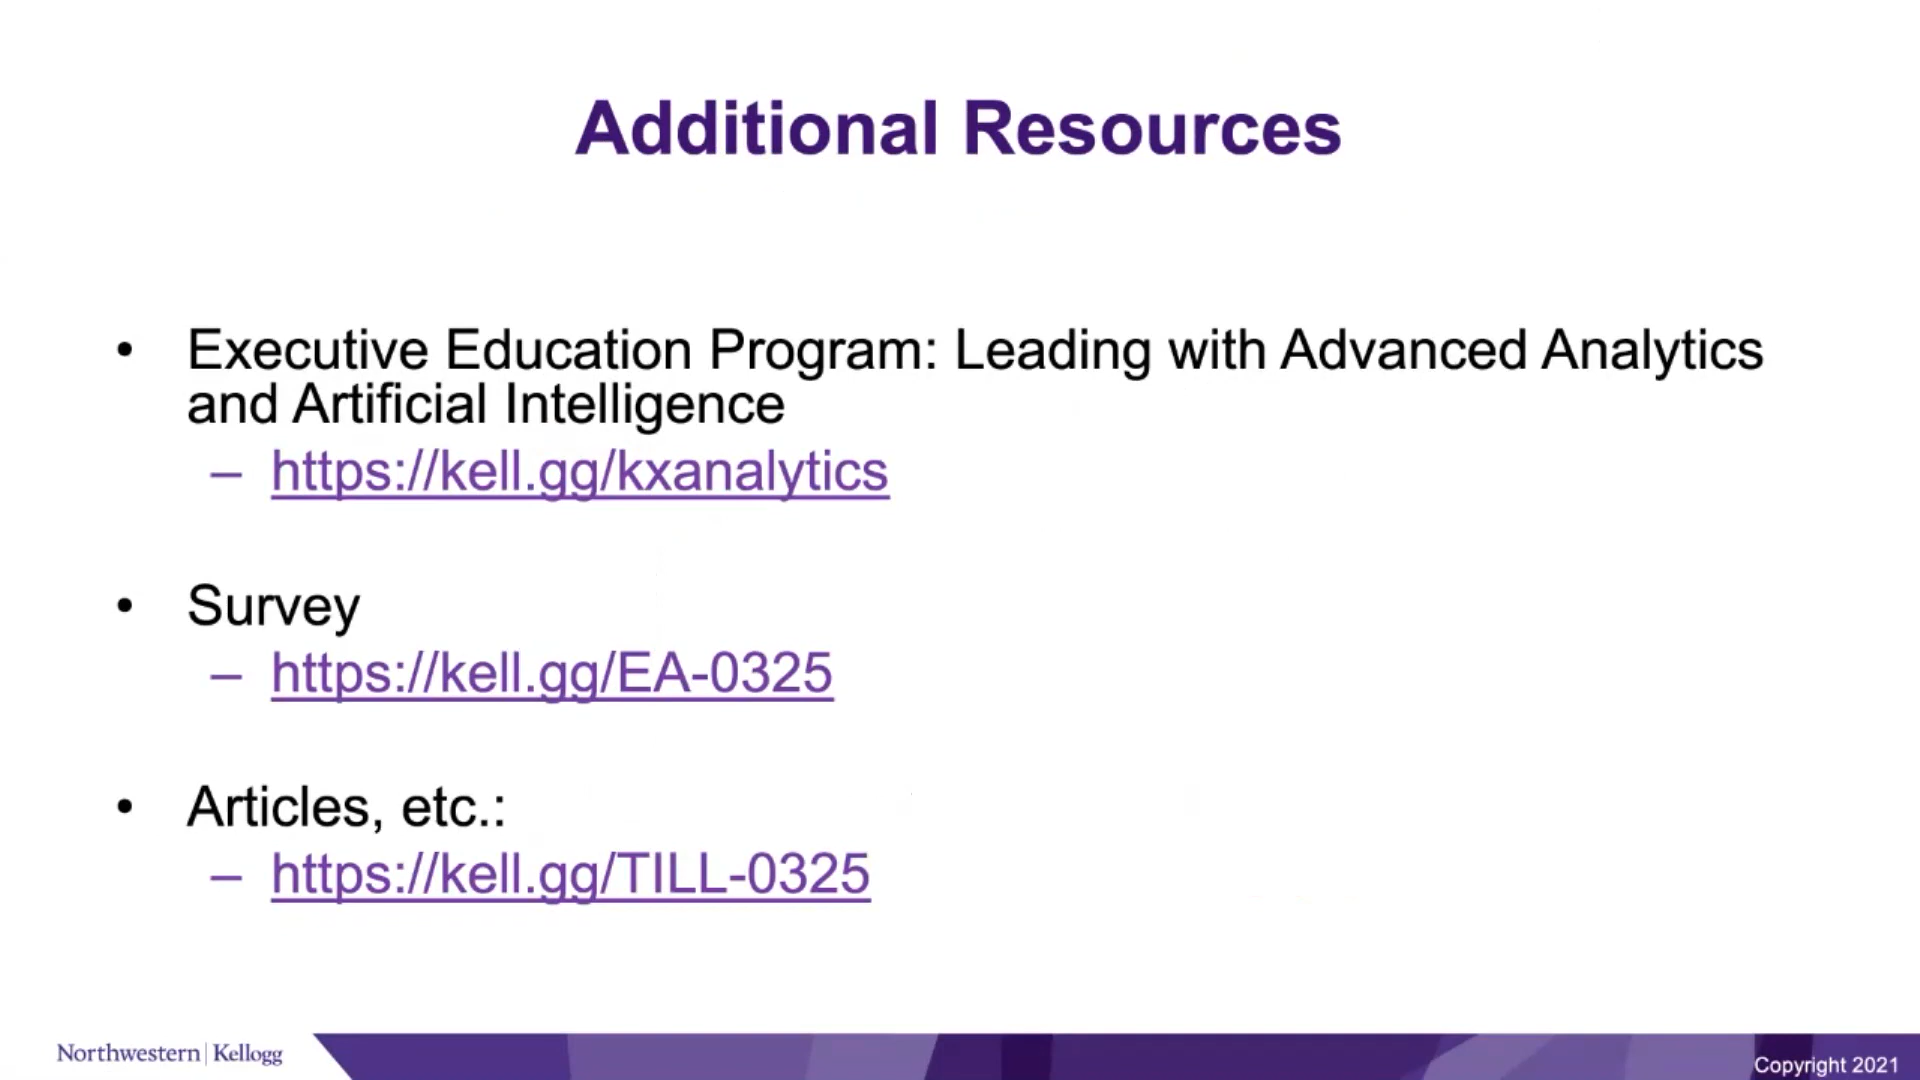 Additional Resources
• Executive Education Program: Leading with Advanced Analytics
and Artificial Intelligence
– https://kell.gg/kxanalytics
• Survey
– https://kell.gg/EA-0325
• Articles, etc.:
– https://kell.gg/TILL-0325
Northwestern | Kellogg
Copyright 2021